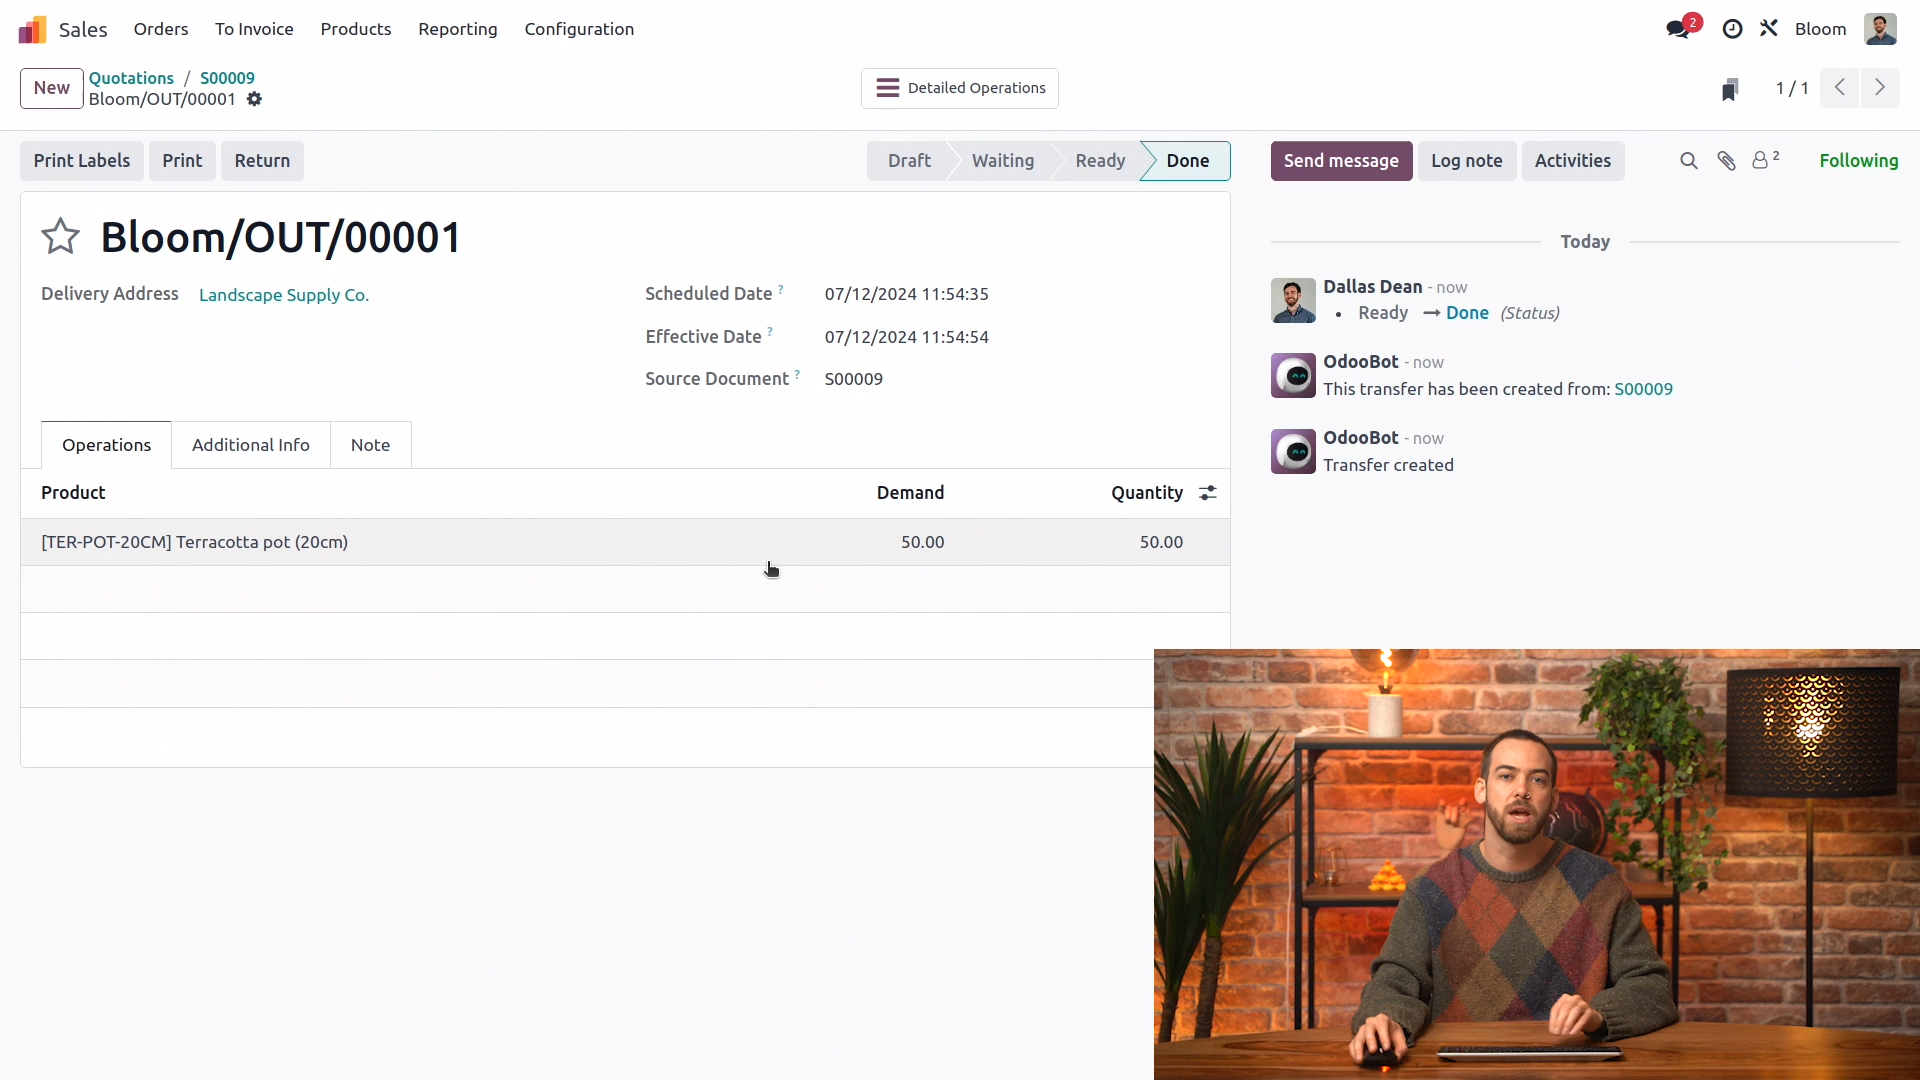 Sales Orders To Invoice Products Reporting Configuration 2 Bloom
New Quotations / S00009
Bloom/OUT/00001
Detailed Operations
1 / 1
Print Labels Print Return Draft Waiting Ready Done Send message Log note Activities 2 Following
Bloom/OUT/00001
Delivery Address Landscape Supply Co.
Scheduled Date ? 07/12/2024 11:54:35
Effective Date ? 07/12/2024 11:54:54
Source Document ? S00009
Operations Additional Info Note
Product Demand Quantity
[TER-POT-20CM] Terracotta pot (20cm) 50.00 50.00
Today
Dallas Dean - now
• Ready → Done (Status)
OdooBot - now
This transfer has been created from: S00009
OdooBot - now
Transfer created